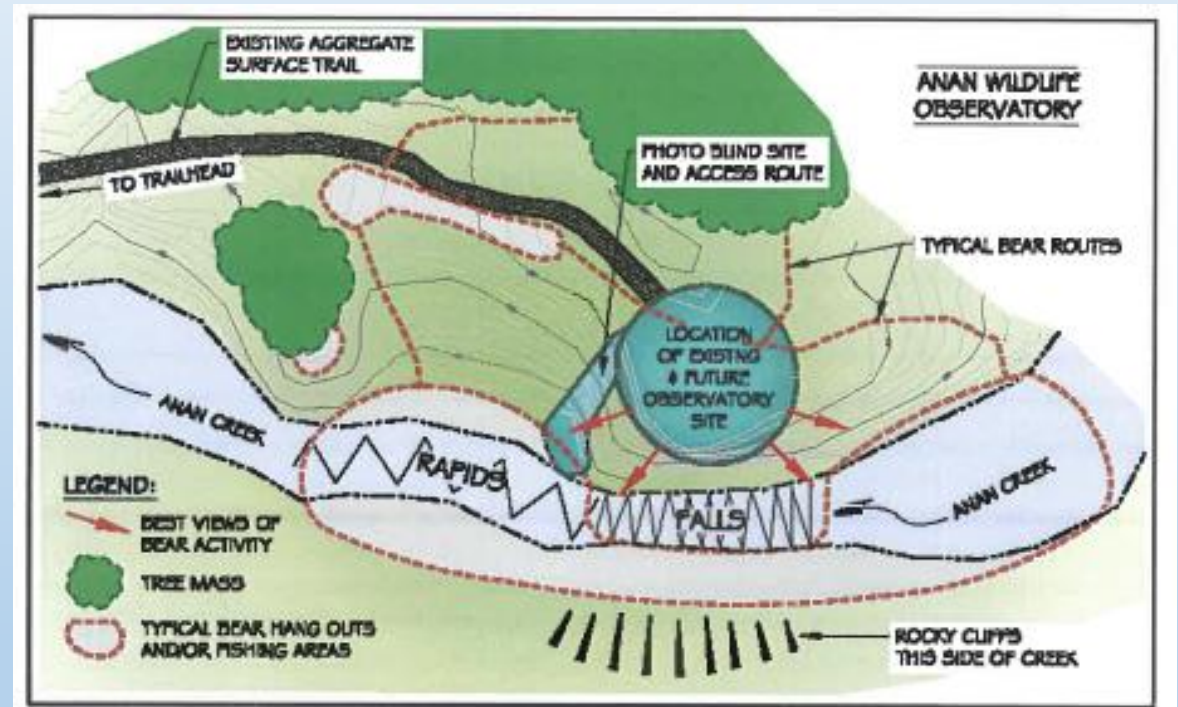 EXISTING AGGREGATE
SURFACE TRAIL
ANAN WILDLIFE
OBSERVATORY
PHOTO BLIND SITE
AND ACCESS ROUTE
TO TRAILHEAD
TYPICAL BEAR ROUTES
LOCATION
OF EXISTNG
& FUTURE
OBSERVATORY
SITE
ANAN CREEK
RAPIDS
FALLS
ANAN CREEK
LEGEND:
BEST VIEWS OF
BEAR ACTIVITY
TREE MASS
TYPICAL BEAR HANG OUTS
AND/OR FISHING AREAS
ROCKY CLIFFS
THIS SIDE OF CREEK